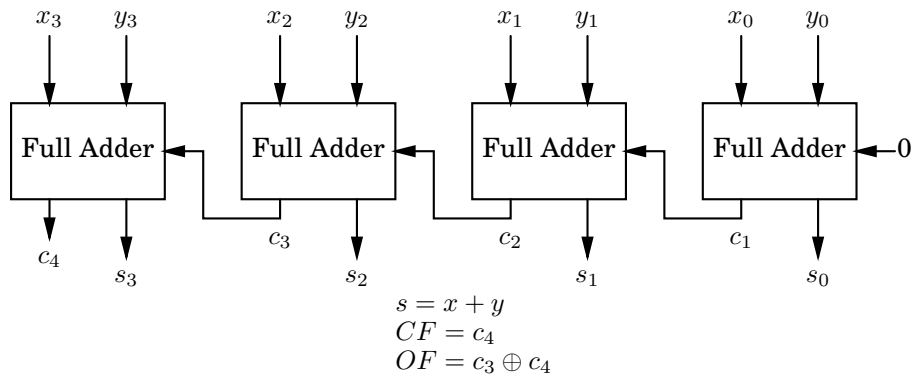 x₃ y₃ x₂ y₂ x₁ y₁ x₀ y₀
Full Adder Full Adder Full Adder Full Adder 0
c₄ s₃ c₃ s₂ c₂ s₁ c₁ s₀
s = x + y
CF = c₄
OF = c₃ ⊕ c₄